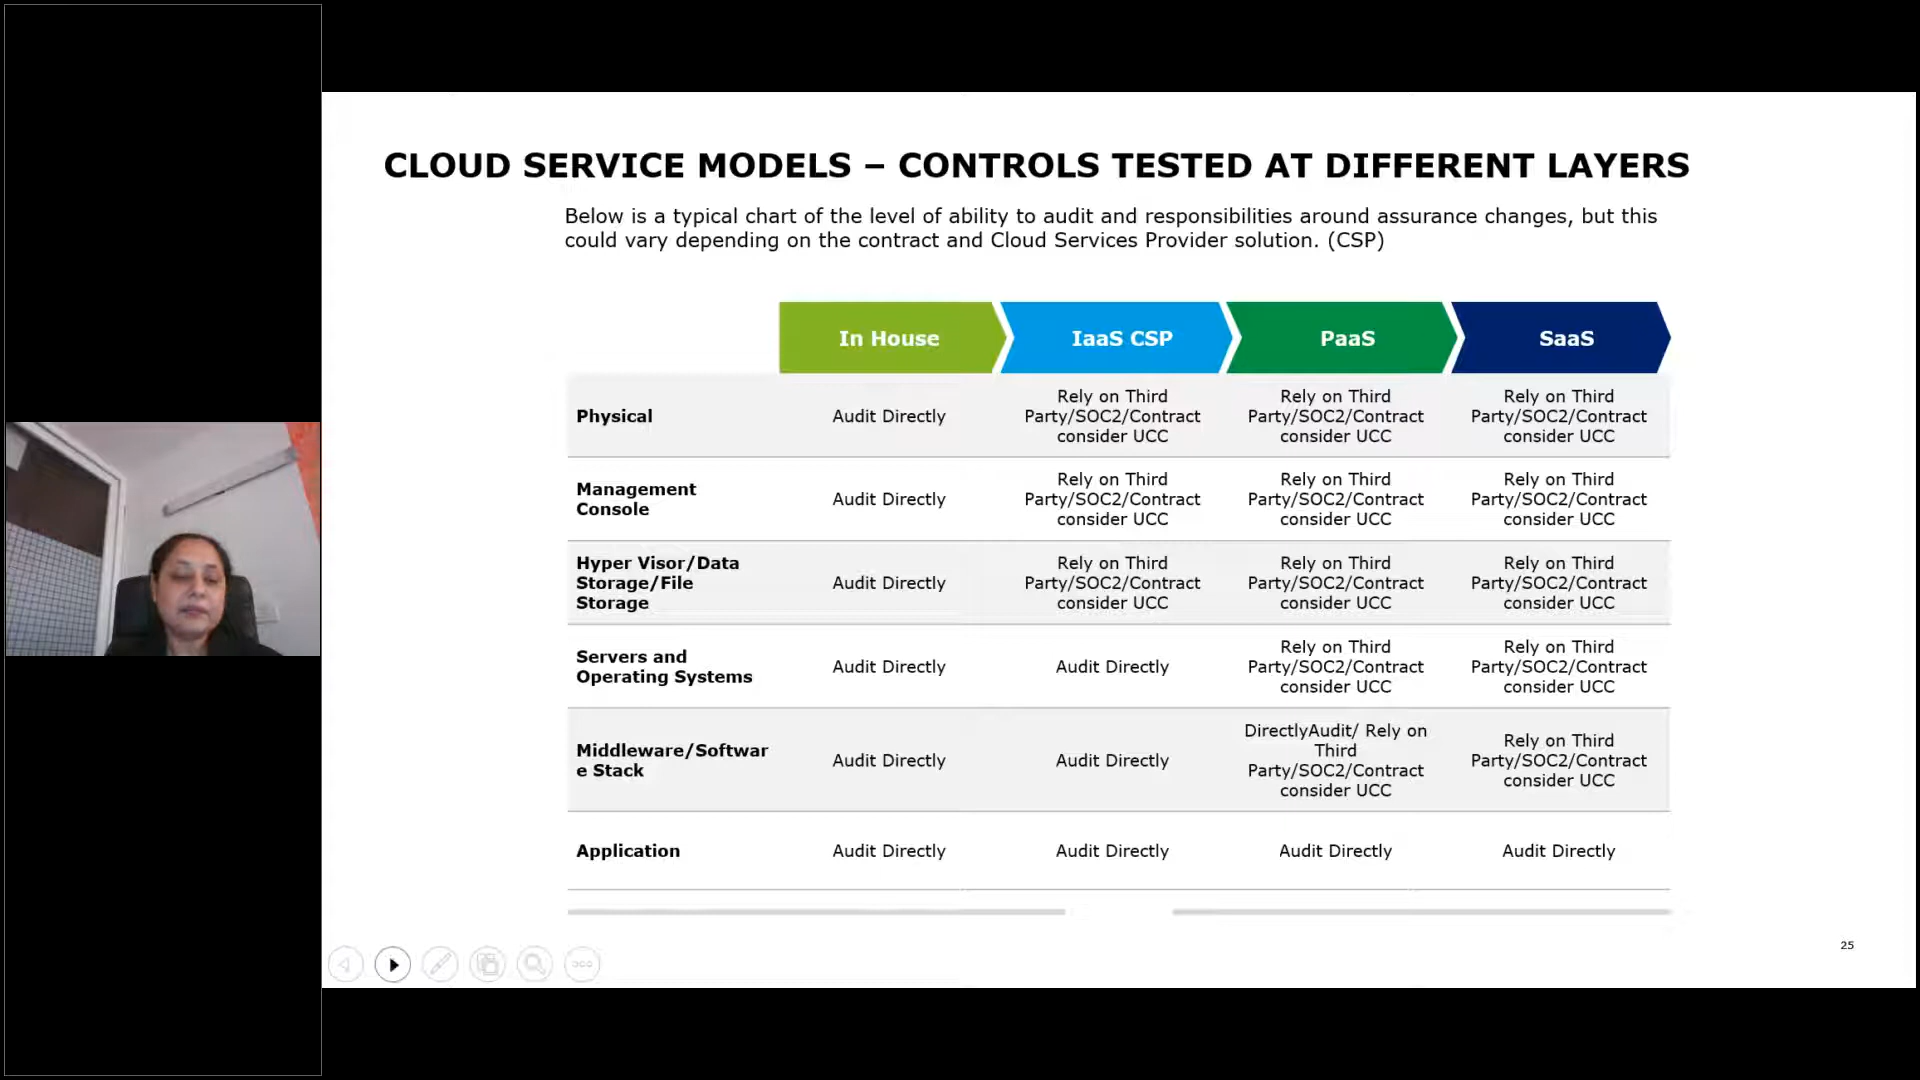 CLOUD SERVICE MODELS – CONTROLS TESTED AT DIFFERENT LAYERS
Below is a typical chart of the level of ability to audit and responsibilities around assurance changes, but this
could vary depending on the contract and Cloud Services Provider solution. (CSP)
In House
IaaS CSP
PaaS
SaaS
Physical
Audit Directly
Rely on Third
Party/SOC2/Contract
consider UCC
Rely on Third
Party/SOC2/Contract
consider UCC
Rely on Third
Party/SOC2/Contract
consider UCC
Management
Console
Audit Directly
Rely on Third
Party/SOC2/Contract
consider UCC
Rely on Third
Party/SOC2/Contract
consider UCC
Rely on Third
Party/SOC2/Contract
consider UCC
Hyper Visor/Data
Storage/File
Storage
Audit Directly
Rely on Third
Party/SOC2/Contract
consider UCC
Rely on Third
Party/SOC2/Contract
consider UCC
Rely on Third
Party/SOC2/Contract
consider UCC
Servers and
Operating Systems
Audit Directly
Audit Directly
Rely on Third
Party/SOC2/Contract
consider UCC
Rely on Third
Party/SOC2/Contract
consider UCC
Middleware/Softwar
e Stack
Audit Directly
Audit Directly
DirectlyAudit/ Rely on
Third
Party/SOC2/Contract
consider UCC
Rely on Third
Party/SOC2/Contract
consider UCC
Application
Audit Directly
Audit Directly
Audit Directly
Audit Directly
25